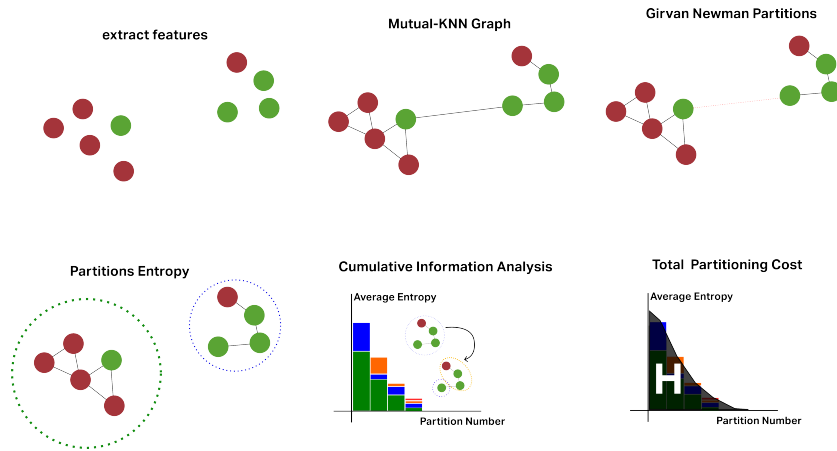 extract features
Mutual-KNN Graph
Girvan Newman Partitions
Partitions Entropy
Cumulative Information Analysis
Average Entropy
Partition Number
Total  Partitioning Cost
Average Entropy
H
Partition Number